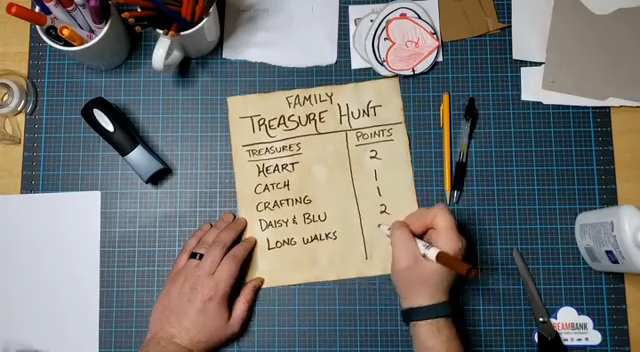 FAMILY
TREASURE HUNT
TREASURES POINTS
HEART 2
CATCH 1
CRAFTING 1
DAISY & BLU 2
LONG WALKS
DREAMBANK